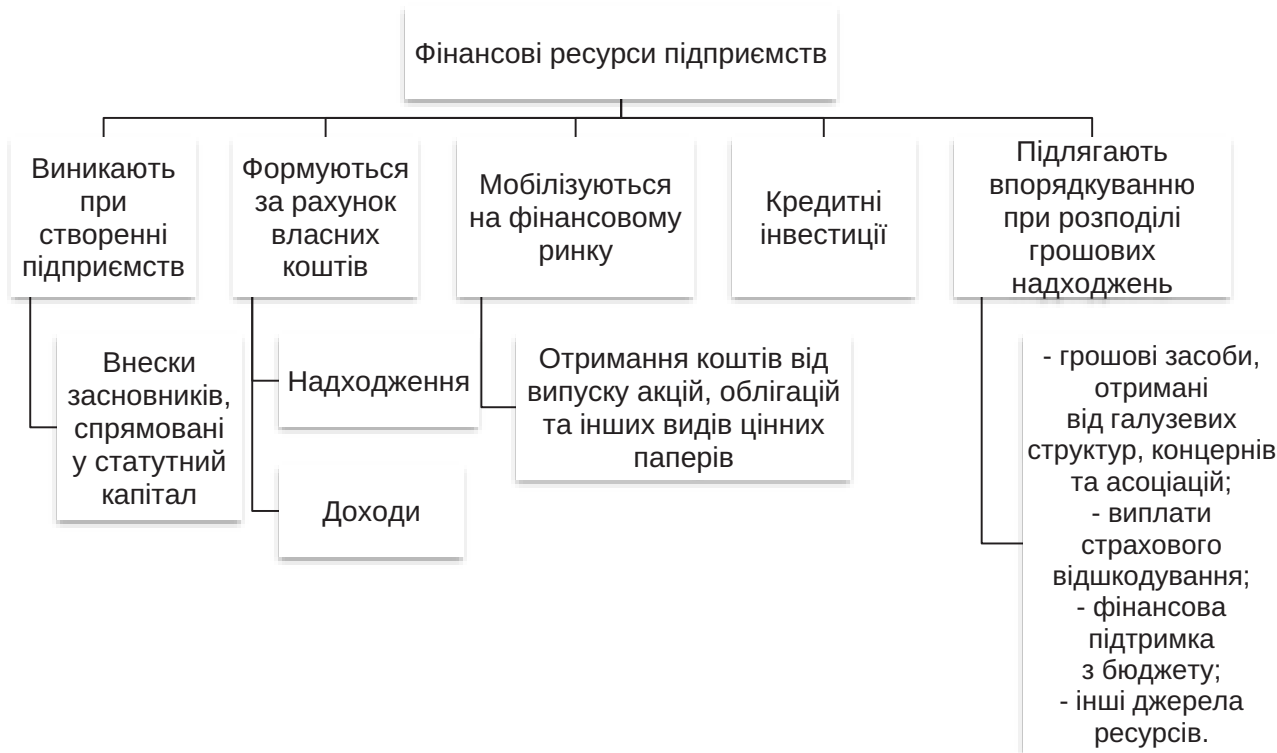 Фінансові ресурси підприємств
Виникають
при
створенні
підприємств
Формуються
за рахунок
власних
коштів
Мобілізуються
на фінансовому
ринку
Кредитні
інвестиції
Підлягають
впорядкуванню
при розподілі
грошових
надходжень
Внески
засновників,
спрямовані
у статутний
капітал
Надходження
Доходи
Отримання коштів від
випуску акцій, облігацій
та інших видів цінних
паперів
- грошові засоби,
отримані
від галузевих
структур, концернів
та асоціацій;
- виплати
страхового
відшкодування;
- фінансова
підтримка
з бюджету;
- інші джерела
ресурсів.